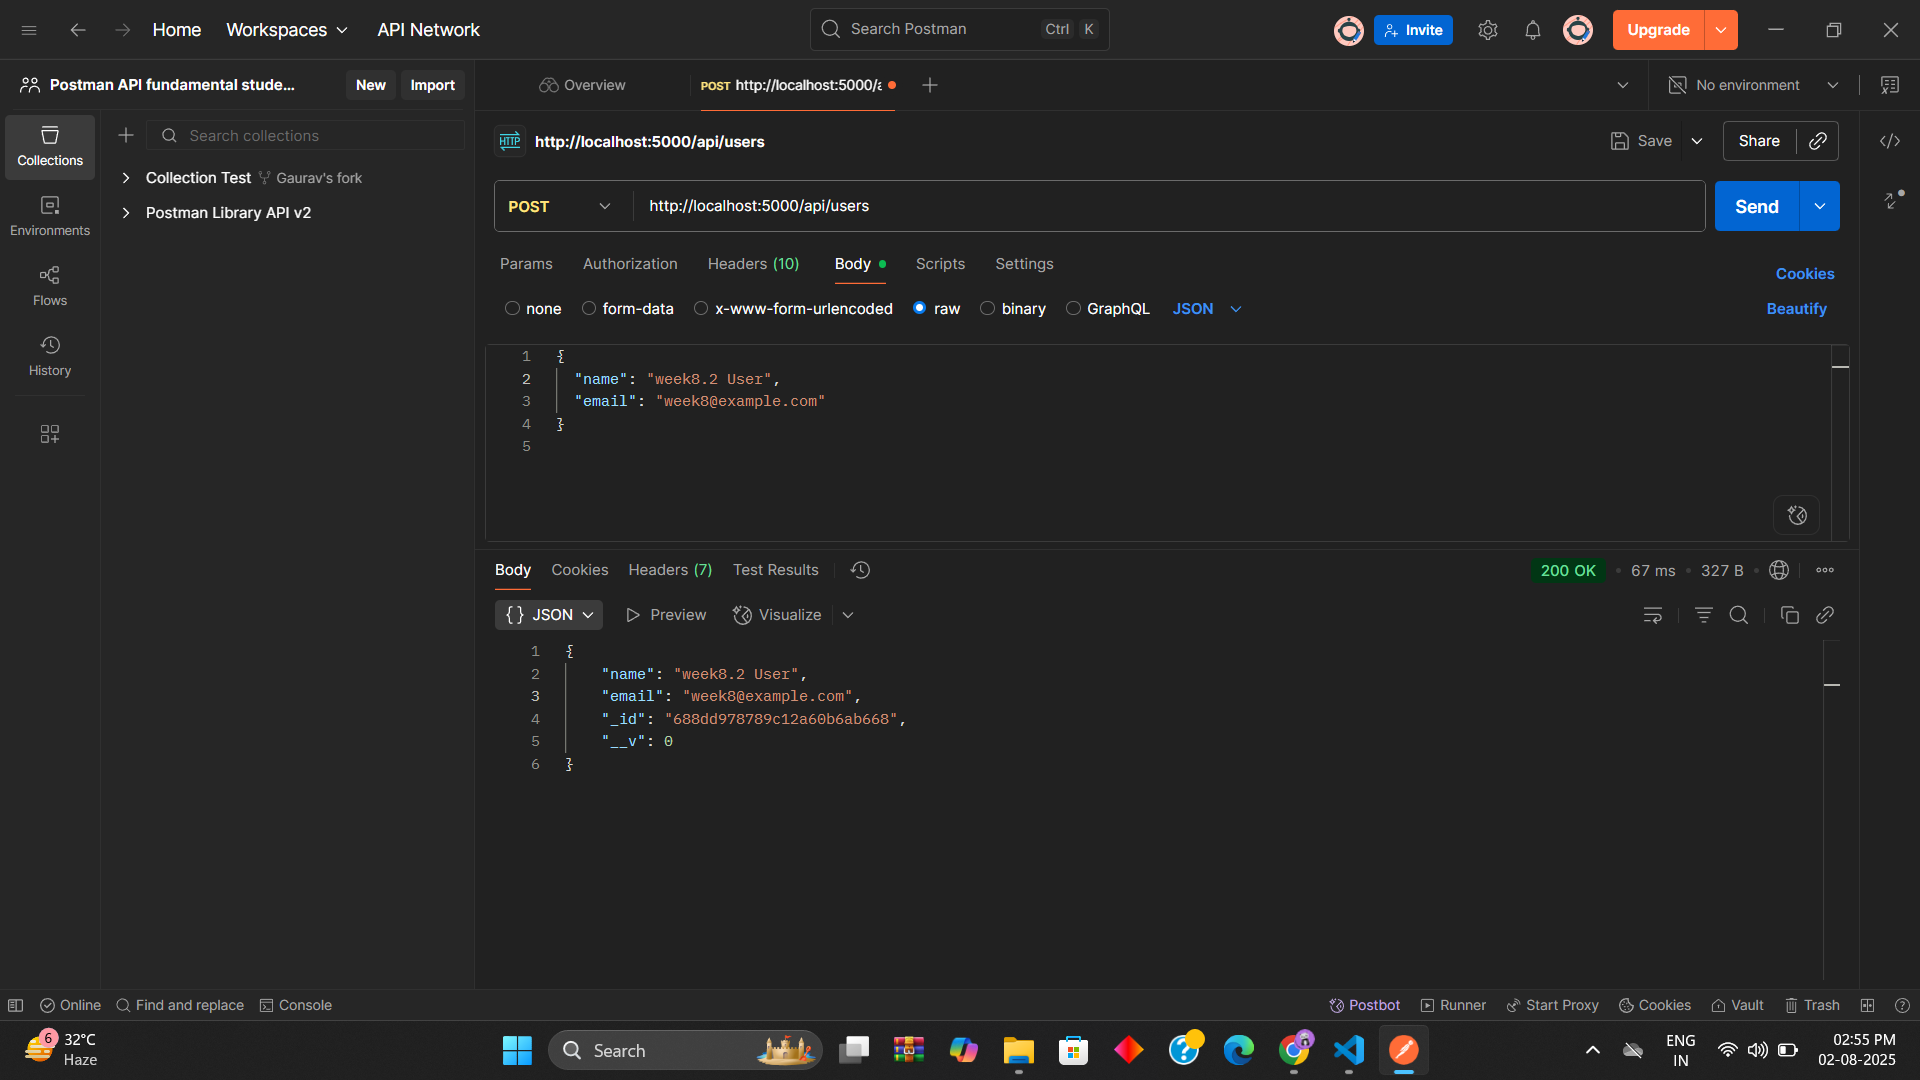 Home Workspaces API Network Search Postman Ctrl K Invite Upgrade
Postman API fundamental stude... New Import Overview POST http://localhost:5000/a No environment
Search collections
Collections
Environments
Flows
History
Collection Test Gaurav's fork
Postman Library API v2
HTTP http://localhost:5000/api/users Save Share
POST http://localhost:5000/api/users Send
Params Authorization Headers (10) Body Scripts Settings Cookies
none form-data x-www-form-urlencoded raw binary GraphQL JSON Beautify
1 {
2 "name": "week8.2 User",
3 "email": "week8@example.com"
4 }
5
Body Cookies Headers (7) Test Results 200 OK 67 ms 327 B
{} JSON Preview Visualize
1 {
2 "name": "week8.2 User",
3 "email": "week8@example.com",
4 "_id": "688dd978789c12a60b6ab668",
5 "__v": 0
6 }
Online Find and replace Console Postbot Runner Start Proxy Cookies Vault Trash
6 32°C
Haze
Search
ENG
IN
02:55 PM
02-08-2025